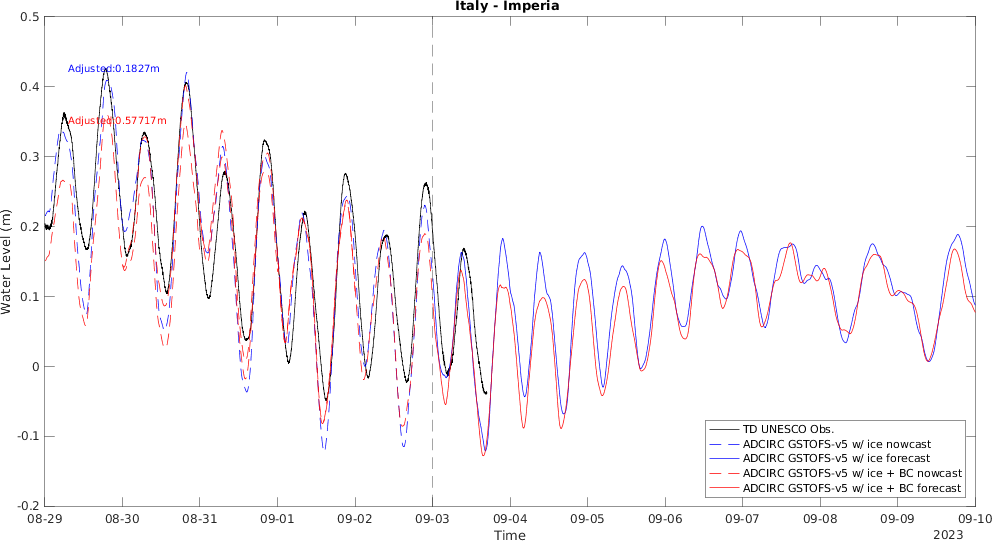 Italy - Imperia
0.5
0.4
0.3
0.2
0.1
0
-0.1
-0.2
Water Level (m)
Adjusted:0.1827m
Adjusted:0.57717m
TD UNESCO Obs.
ADCIRC GSTOFS-v5 w/ ice nowcast
ADCIRC GSTOFS-v5 w/ ice forecast
ADCIRC GSTOFS-v5 w/ ice + BC nowcast
ADCIRC GSTOFS-v5 w/ ice + BC forecast
08-29 08-30 08-31 09-01 09-02 09-03 09-04 09-05 09-06 09-07 09-08 09-09 09-10
Time
2023